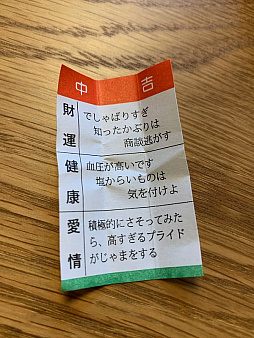 中 吉
財運
でしゃばりすぎ
知ったかぶりは
商談逃がす
健康
血圧が高いです
塩からいものは
気を付けよ
愛情
積極的にさそってみた
ら、高すぎるプライド
がじゃまをする